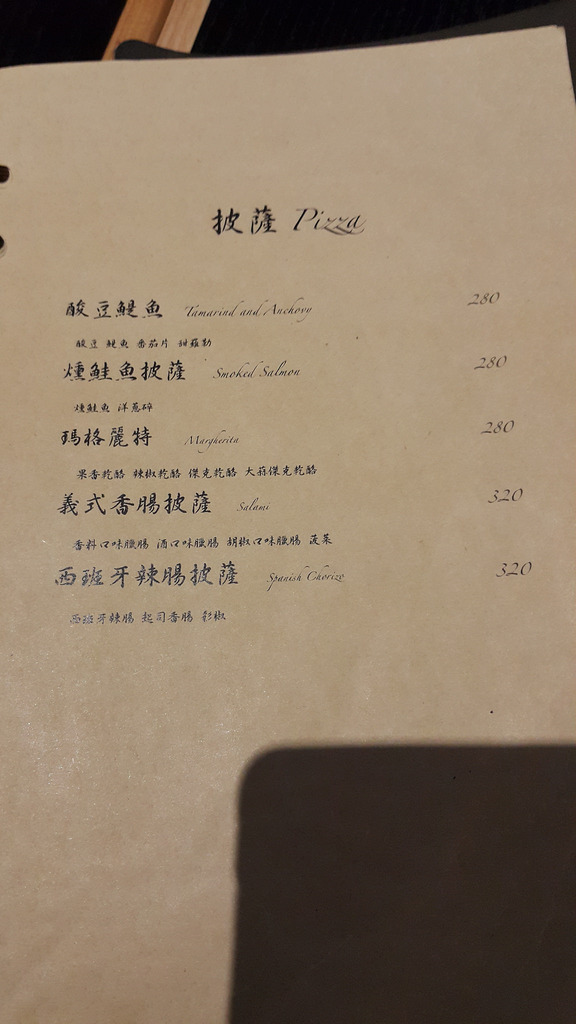 披薩 Pizza
酸豆鯷魚 Tamarind and Anchovy 280
酸豆 鯷魚 番茄片 甜羅勒
燻鮭魚披薩 Smoked Salmon 280
燻鮭魚 洋蔥碎
瑪格麗特 Margherita 280
果香乾酪 辣椒乾酪 傑克乾酪 大蒜傑克乾酪
義式香腸披薩 Salami 320
香料口味臘腸 酒口味臘腸 胡椒口味臘腸 菠菜
西班牙辣腸披薩 Spanish Chorizo 320
西班牙辣腸 起司香腸 彩椒